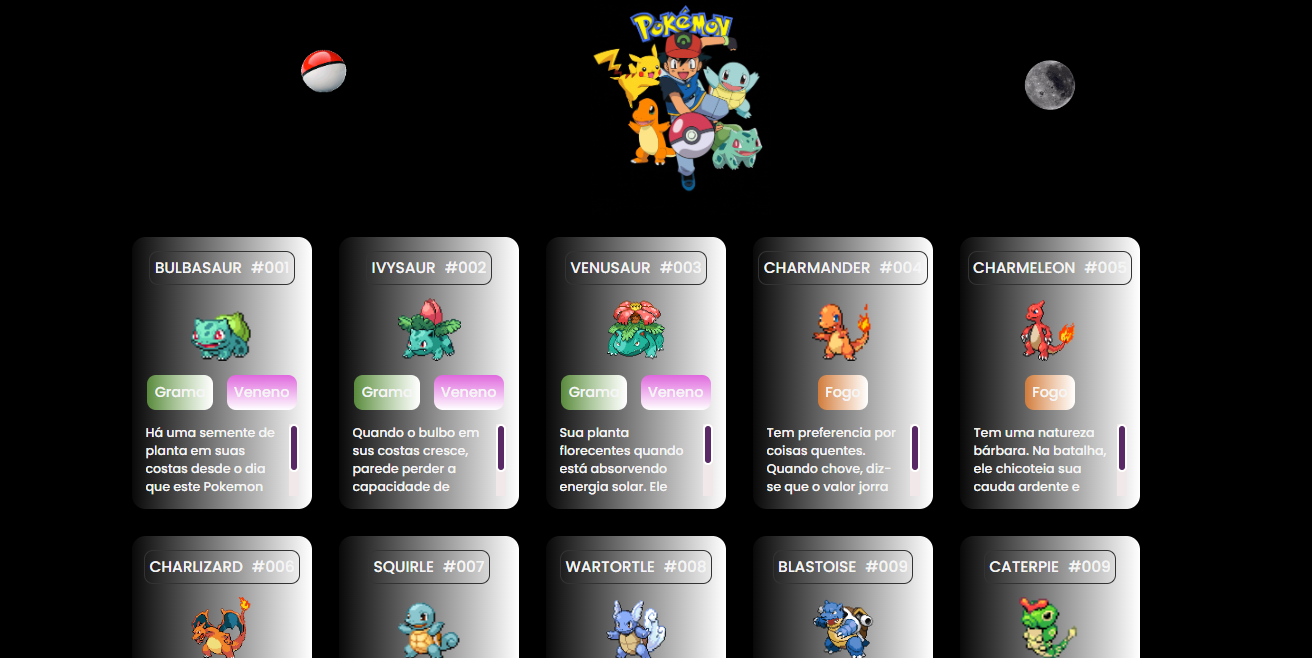 POKéMON
BULBASAUR #001
Grama Veneno
Há uma semente de
planta em suas
costas desde o dia
que este Pokemon
IVYSAUR #002
Grama Veneno
Quando o bulbo em
sus costas cresce,
parede perder a
capacidade de
VENUSAUR #003
Grama Veneno
Sua planta
florecentes quando
está absorvendo
energia solar. Ele
CHARMANDER #004
Fogo
Tem preferencia por
coisas quentes.
Quando chove, diz-
se que o valor jorra
CHARMELEON #005
Fogo
Tem uma natureza
bárbara. Na batalha,
ele chicoteia sua
cauda ardente e
CHARLIZARD #006
SQUIRLE #007
WARTORTLE #008
BLASTOISE #009
CATERPIE #009